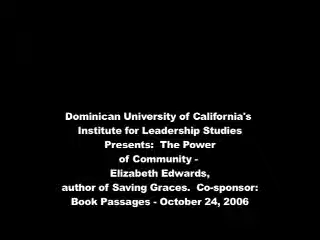 Dominican University of California's
Institute for Leadership Studies
Presents:  The Power
of Community -
Elizabeth Edwards,
author of Saving Graces.  Co-sponsor:
Book Passages - October 24, 2006